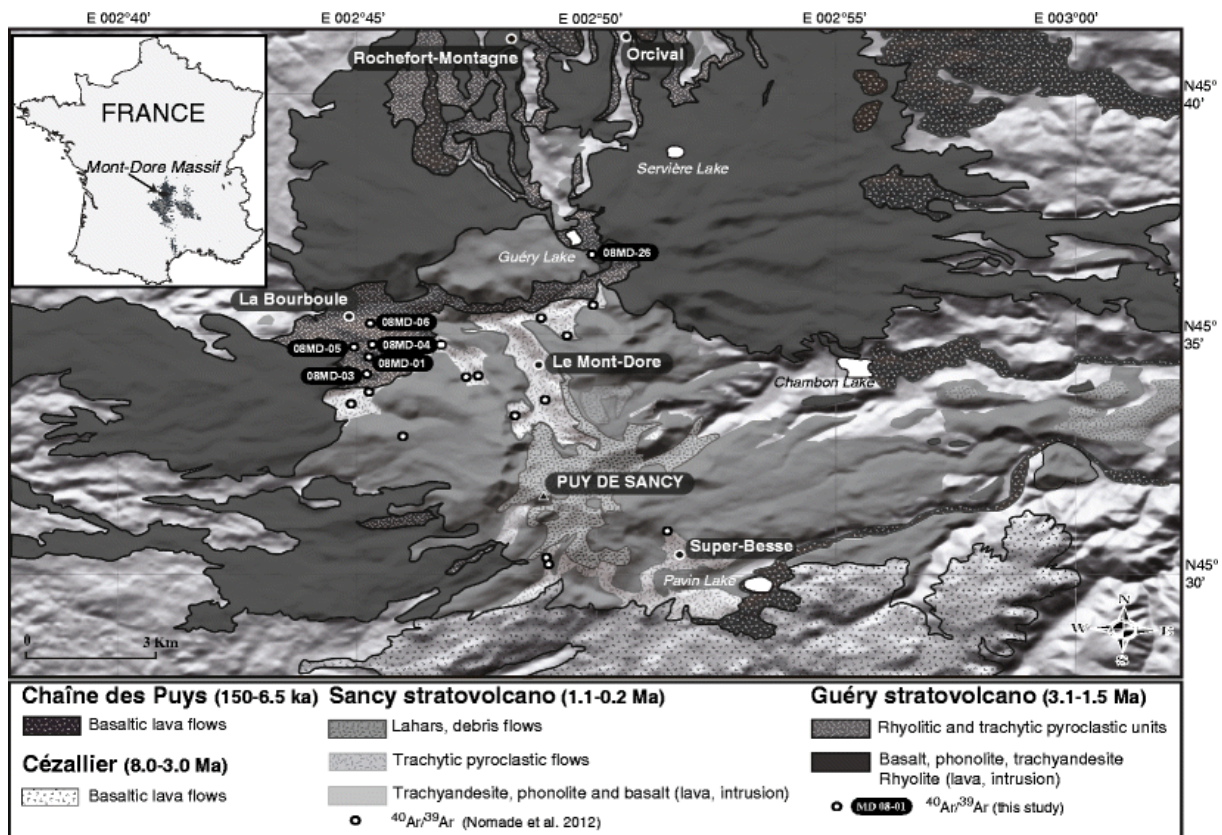 E 002°40' E 002°45' E 002°50' E 002°55' E 003°00'
Rochefort-Montagne
Orcival
FRANCE
Mont-Dore Massif
N45°
40'
Servière Lake
Guéry Lake
08MD-26
La Bourboule
08MD-06
08MD-05
08MD-04
08MD-01
08MD-03
Le Mont-Dore
N45°
35'
Chambon Lake
PUY DE SANCY
Super-Besse
Pavin Lake
N45°
30'
0 3 Km
N
W E
S
Chaîne des Puys (150-6.5 ka)
Basaltic lava flows
Cézallier (8.0-3.0 Ma)
Basaltic lava flows
Sancy stratovolcano (1.1-0.2 Ma)
Lahars, debris flows
Trachytic pyroclastic flows
Trachyandesite, phonolite and basalt (lava, intrusion)
⁴⁰Ar/³⁹Ar (Nomade et al. 2012)
Guéry stratovolcano (3.1-1.5 Ma)
Rhyolitic and trachytic pyroclastic units
Basalt, phonolite, trachyandesite
Rhyolite (lava, intrusion)
MD 08-01 ⁴⁰Ar/³⁹Ar (this study)